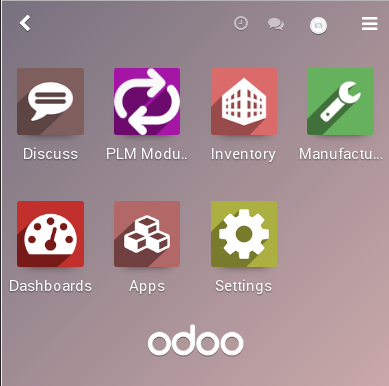 Discuss
PLM Modu..
Inventory
Manufactu...
Dashboards
Apps
Settings
odoo